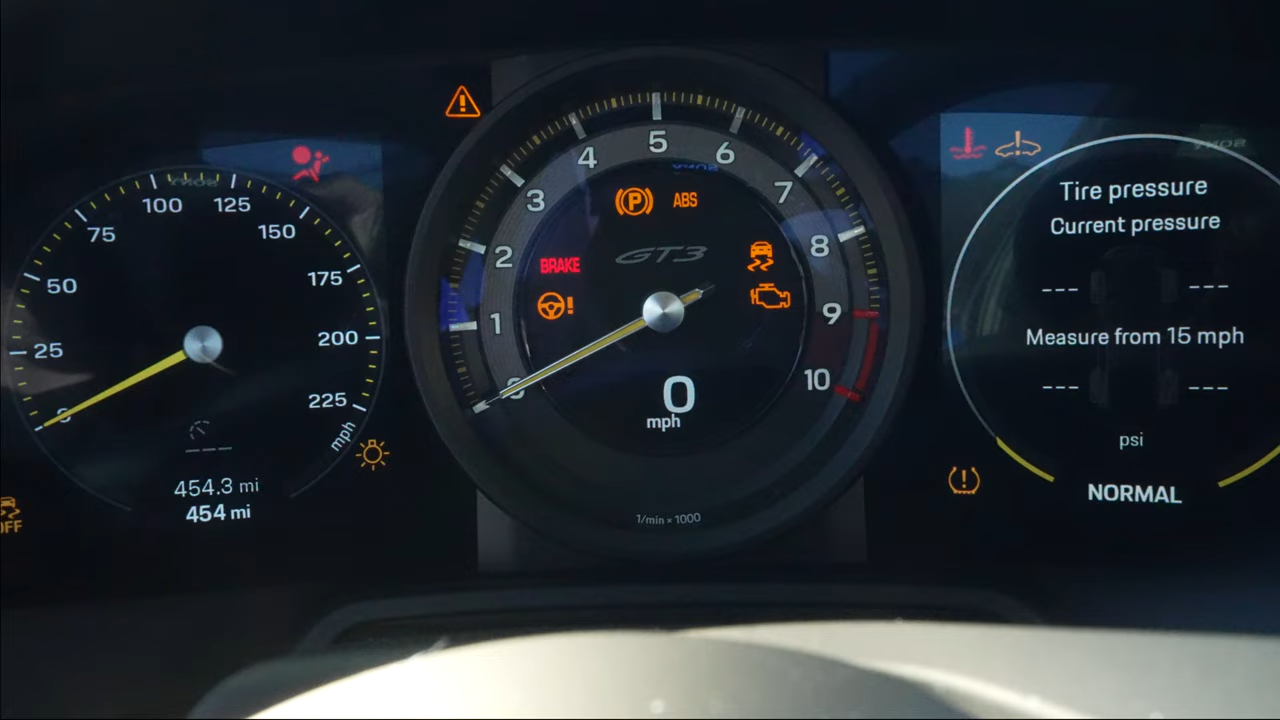 25
50
75
100
125
150
175
200
225
mph
454.3 mi
454 mi
OFF
0
1
2
3
4
5
6
7
8
9
10
P
ABS
BRAKE
GT3
0
mph
1/min × 1000
Tire pressure
Current pressure
--- ---
Measure from 15 mph
--- ---
psi
NORMAL